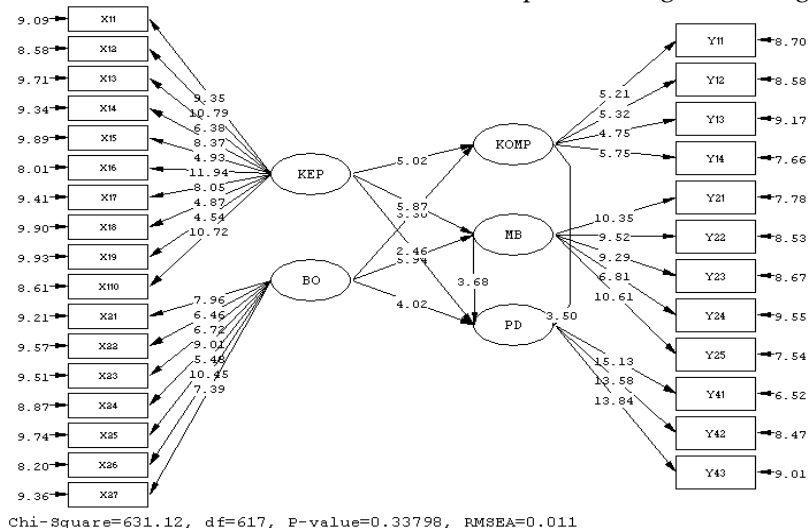 9.09 X11
8.58 X12
9.71 X13
9.34 X14
9.89 X15
8.01 X16
9.41 X17
9.90 X18
9.93 X19
8.61 X110
9.21 X21
9.57 X22
9.51 X23
8.87 X24
9.74 X25
8.20 X26
9.36 X27
9.35
10.79
6.38
8.37
4.93
11.94
8.05
4.87
4.54
10.72
7.96
6.46
6.72
9.01
5.48
10.45
7.39
KEP
BO
5.02
5.87
2.46
4.02
3.68
3.50
KOMP
MB
PD
5.21
5.32
4.75
5.75
10.35
9.52
9.29
6.81
10.61
15.13
13.58
13.84
Y11 8.70
Y12 8.58
Y13 9.17
Y14 7.66
Y21 7.78
Y22 8.53
Y23 8.67
Y24 9.55
Y25 7.54
Y41 6.52
Y42 8.47
Y43 9.01
Chi-Square=631.12, df=617, P-value=0.33798, RMSEA=0.011